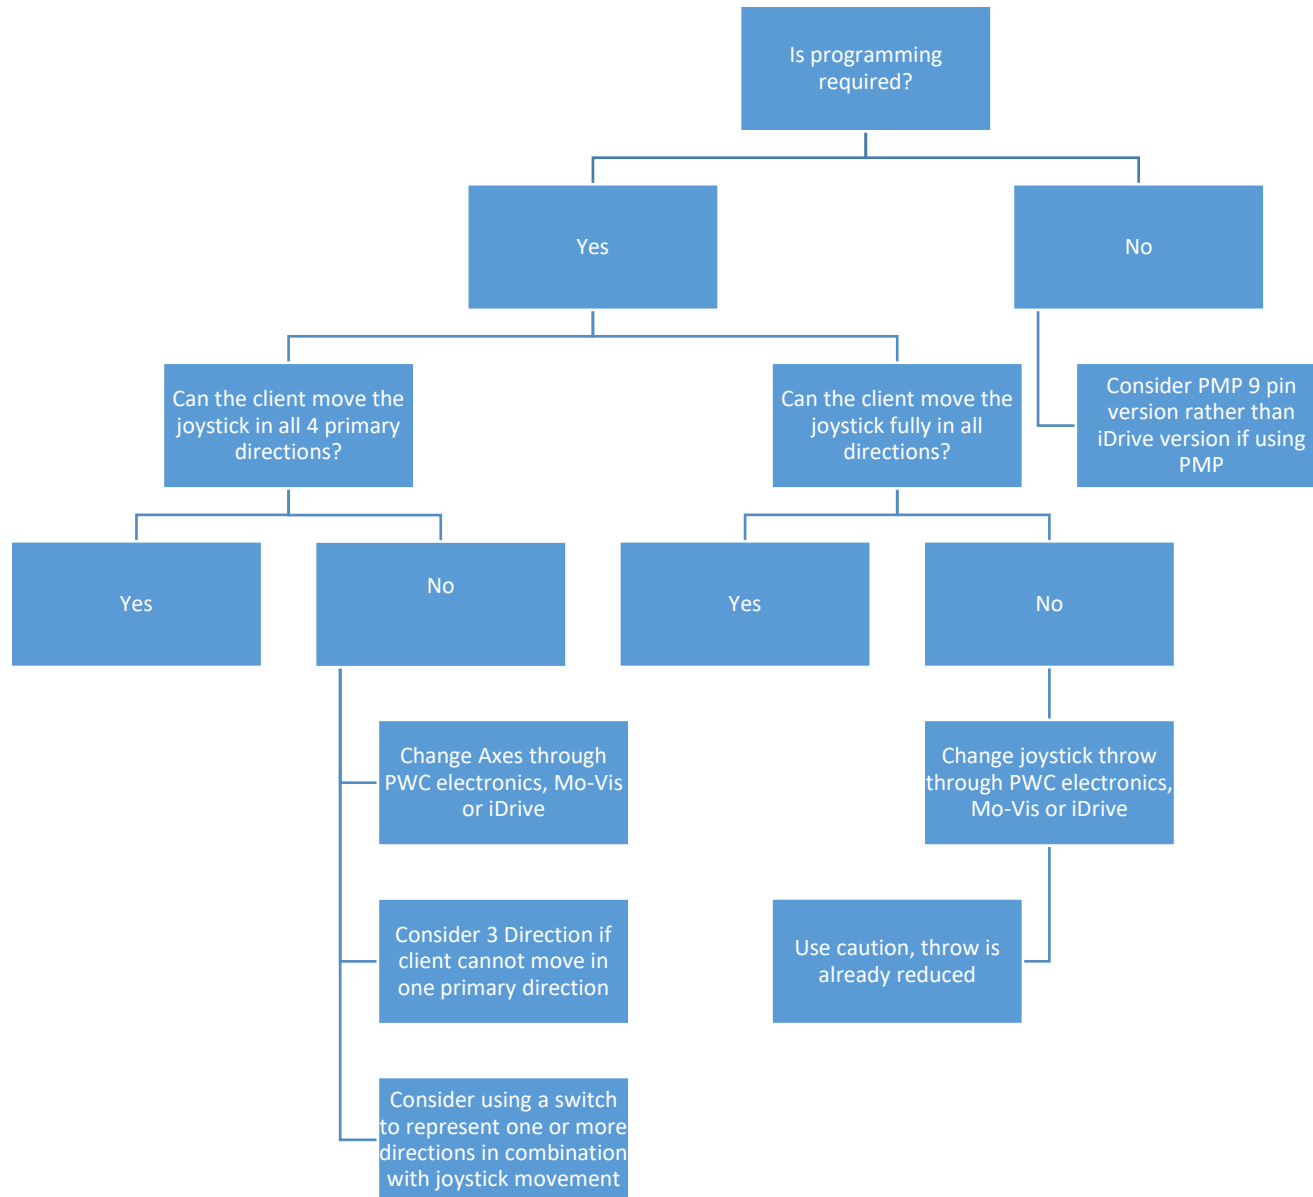 Is programming
required?
Yes
No
Can the client move the
joystick in all 4 primary
directions?
Can the client move the
joystick fully in all
directions?
Consider PMP 9 pin
version rather than
iDrive version if using
PMP
Yes
No
Yes
No
Change Axes through
PWC electronics, Mo-Vis
or iDrive
Change joystick throw
through PWC electronics,
Mo-Vis or iDrive
Consider 3 Direction if
client cannot move in
one primary direction
Use caution, throw is
already reduced
Consider using a switch
to represent one or more
directions in combination
with joystick movement